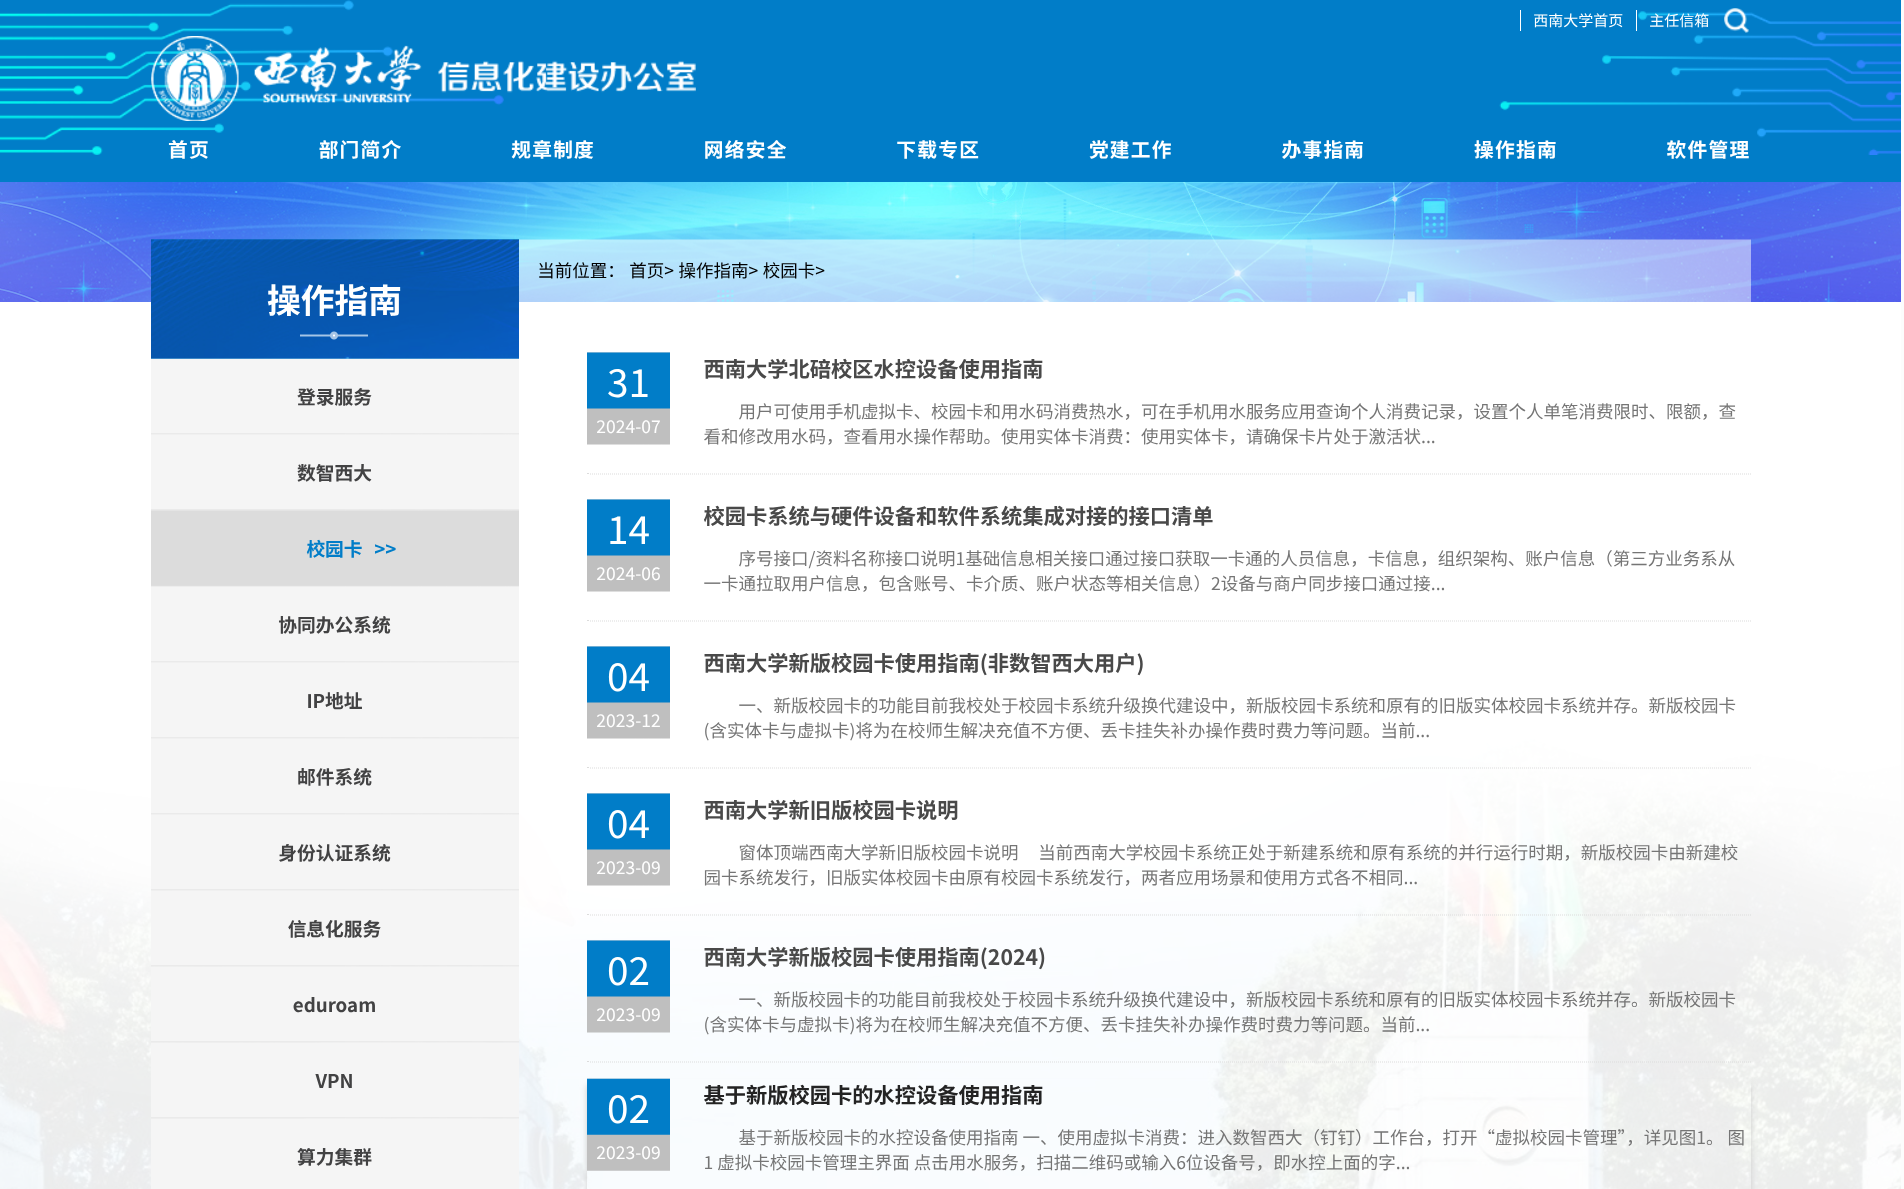 西南大学首页 主任信箱
西南大学 信息化建设办公室
SOUTHWEST UNIVERSITY
首页 部门简介 规章制度 网络安全 下载专区 党建工作 办事指南 操作指南 软件管理
当前位置： 首页> 操作指南> 校园卡>
操作指南
登录服务
数智西大
校园卡 >>
协同办公系统
IP地址
邮件系统
身份认证系统
信息化服务
eduroam
VPN
算力集群
31
2024-07
西南大学北碚校区水控设备使用指南
用户可使用手机虚拟卡、校园卡和用水码消费热水，可在手机用水服务应用查询个人消费记录，设置个人单笔消费限时、限额，查
看和修改用水码，查看用水操作帮助。使用实体卡消费：使用实体卡，请确保卡片处于激活状...
14
2024-06
校园卡系统与硬件设备和软件系统集成对接的接口清单
序号接口/资料名称接口说明1基础信息相关接口通过接口获取一卡通的人员信息，卡信息，组织架构、账户信息（第三方业务系从
一卡通拉取用户信息，包含账号、卡介质、账户状态等相关信息）2设备与商户同步接口通过接...
04
2023-12
西南大学新版校园卡使用指南(非数智西大用户)
一、新版校园卡的功能目前我校处于校园卡系统升级换代建设中，新版校园卡系统和原有的旧版实体校园卡系统并存。新版校园卡
(含实体卡与虚拟卡)将为在校师生解决充值不方便、丢卡挂失补办操作费时费力等问题。当前...
04
2023-09
西南大学新旧版校园卡说明
窗体顶端西南大学新旧版校园卡说明 当前西南大学校园卡系统正处于新建系统和原有系统的并行运行时期，新版校园卡由新建校
园卡系统发行，旧版实体校园卡由原有校园卡系统发行，两者应用场景和使用方式各不相同...
02
2023-09
西南大学新版校园卡使用指南(2024)
一、新版校园卡的功能目前我校处于校园卡系统升级换代建设中，新版校园卡系统和原有的旧版实体校园卡系统并存。新版校园卡
(含实体卡与虚拟卡)将为在校师生解决充值不方便、丢卡挂失补办操作费时费力等问题。当前...
02
2023-09
基于新版校园卡的水控设备使用指南
基于新版校园卡的水控设备使用指南 一、使用虚拟卡消费：进入数智西大（钉钉）工作台，打开“虚拟校园卡管理”，详见图1。 图
1 虚拟卡校园卡管理主界面 点击用水服务，扫描二维码或输入6位设备号，即水控上面的字...